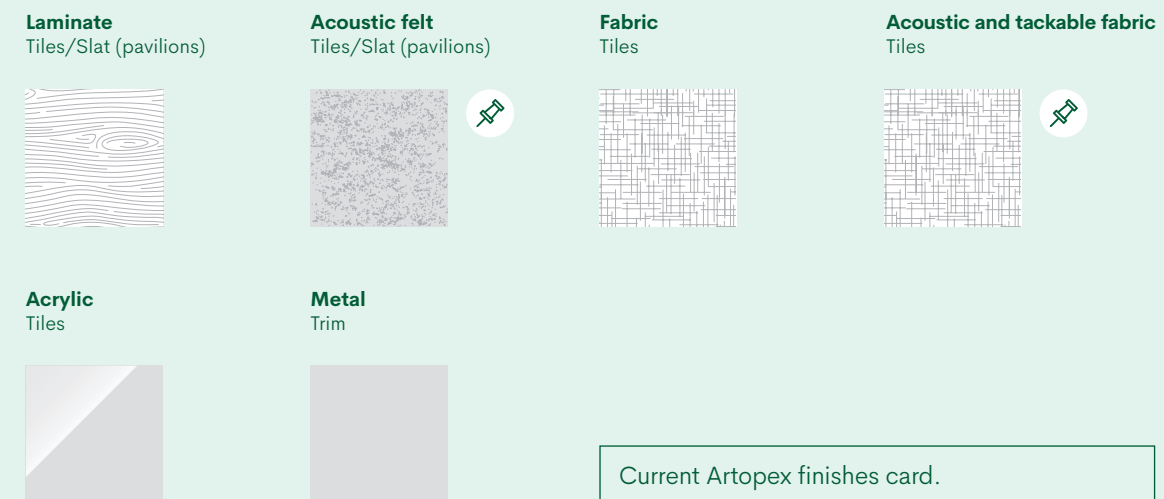 Laminate
Tiles/Slat (pavilions)
Acoustic felt
Tiles/Slat (pavilions)
Fabric
Tiles
Acoustic and tackable fabric
Tiles
Acrylic
Tiles
Metal
Trim
Current Artopex finishes card.